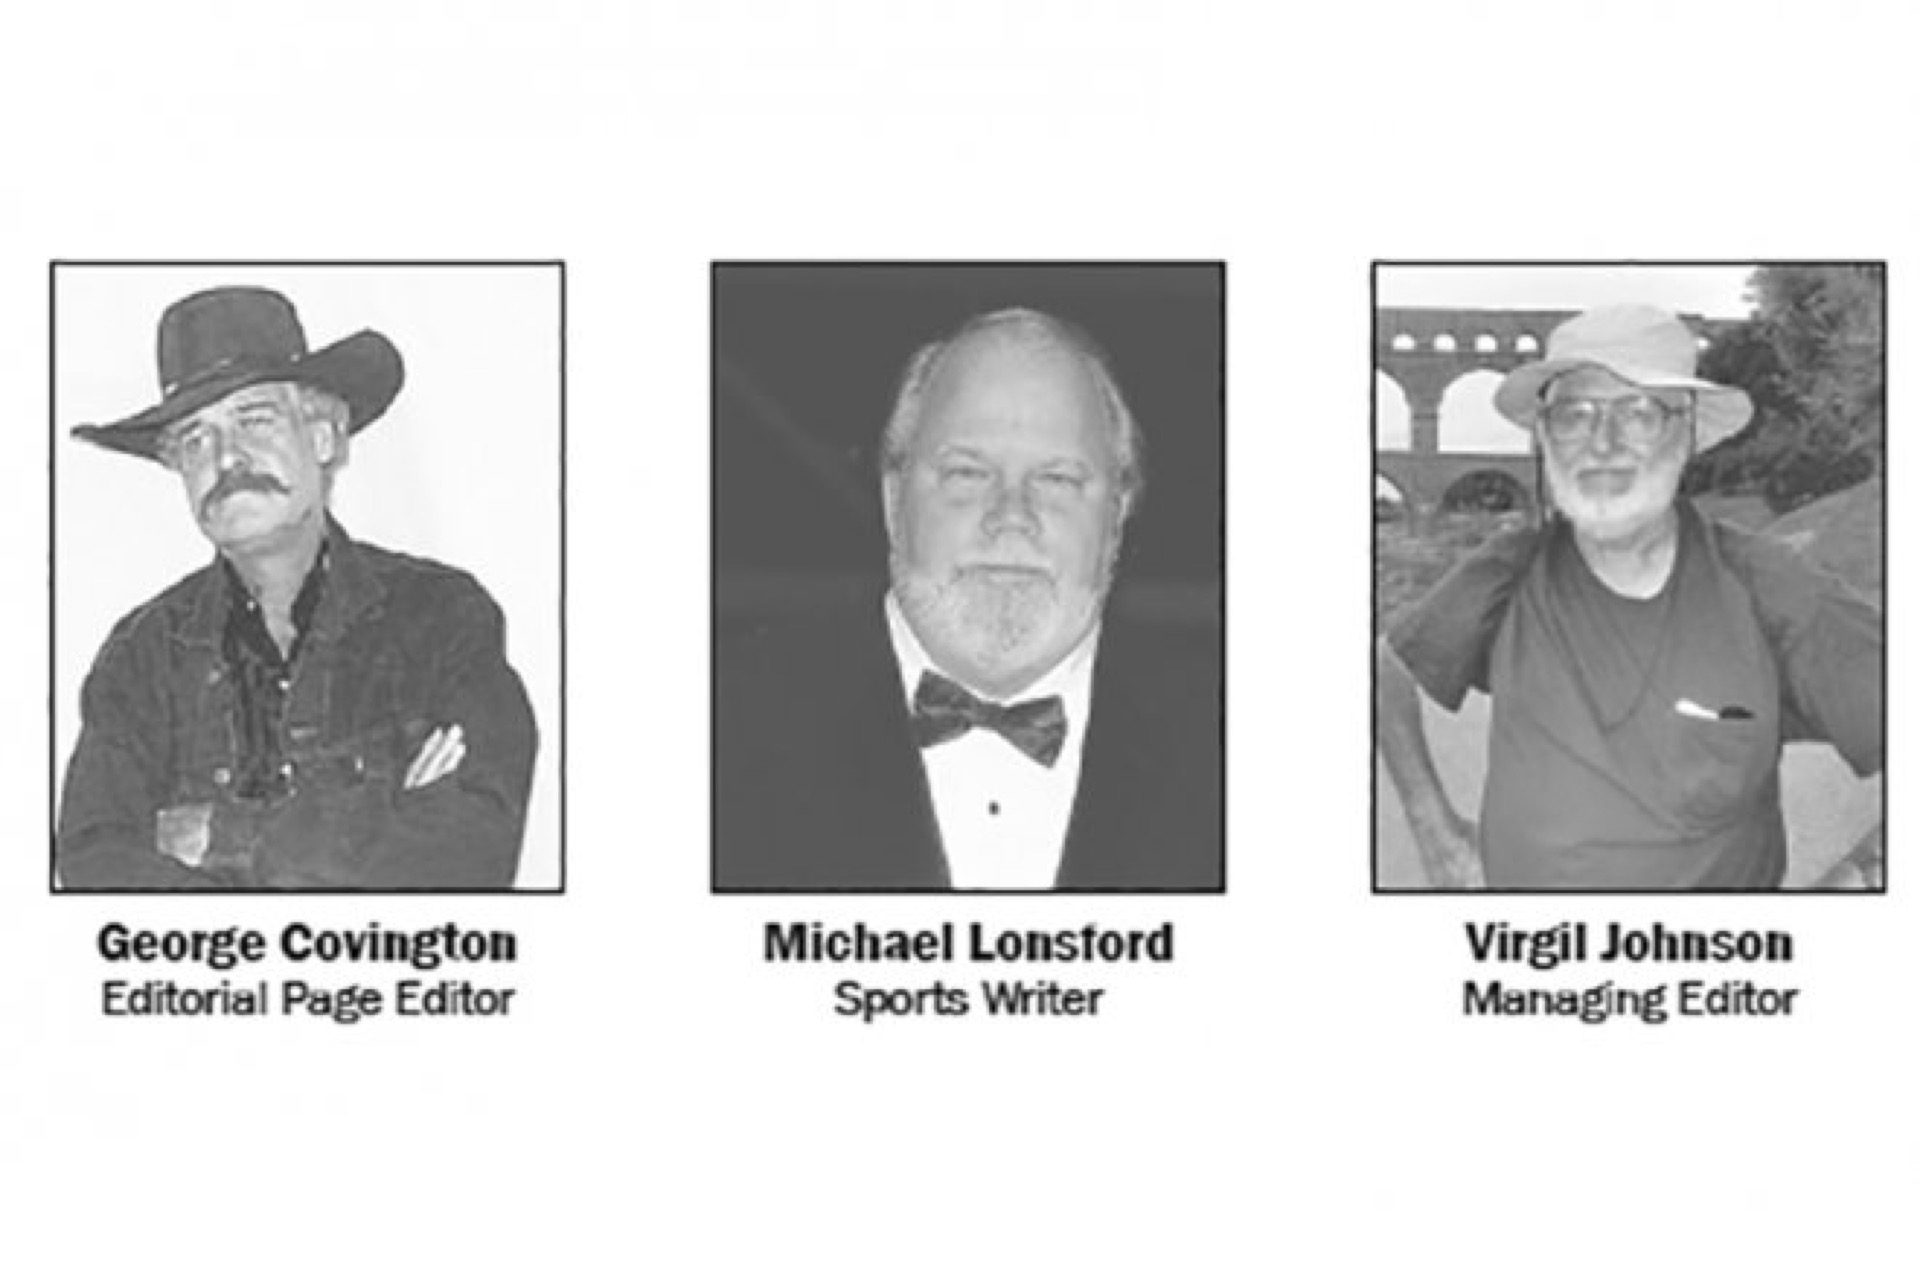 George Covington
Editorial Page Editor
Michael Lonsford
Sports Writer
Virgil Johnson
Managing Editor